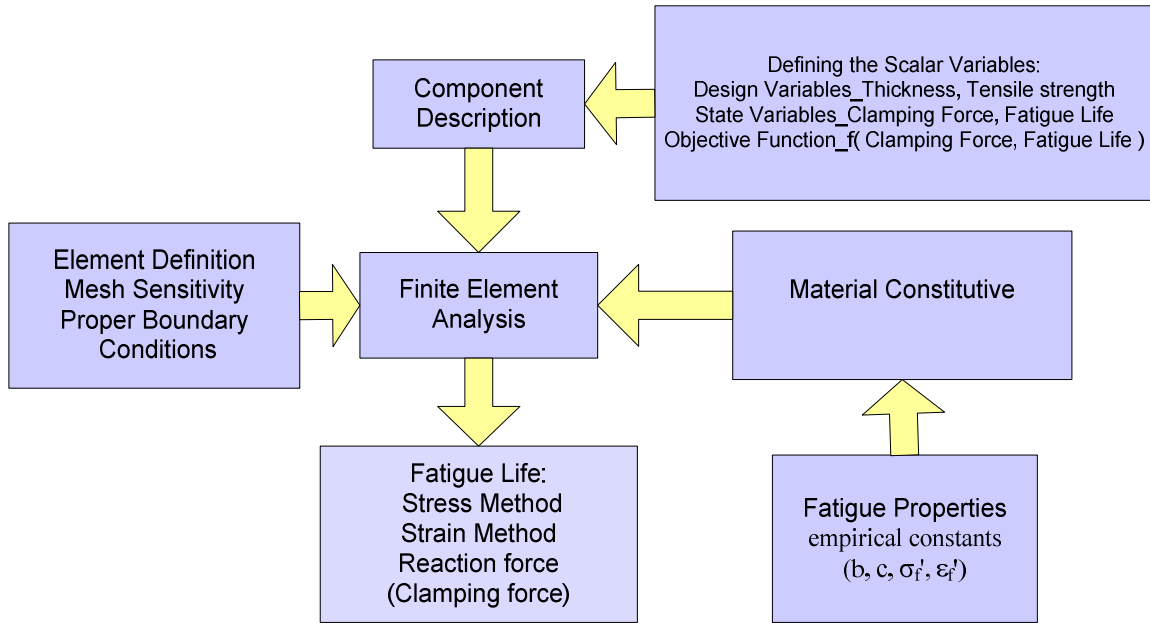 Component
Description
Defining the Scalar Variables:
Design Variables_Thickness, Tensile strength
State Variables_Clamping Force, Fatigue Life
Objective Function_f( Clamping Force, Fatigue Life )
Element Definition
Mesh Sensitivity
Proper Boundary
Conditions
Finite Element
Analysis
Material Constitutive
Fatigue Life:
Stress Method
Strain Method
Reaction force
(Clamping force)
Fatigue Properties
empirical constants
(b, c, σf', εf')